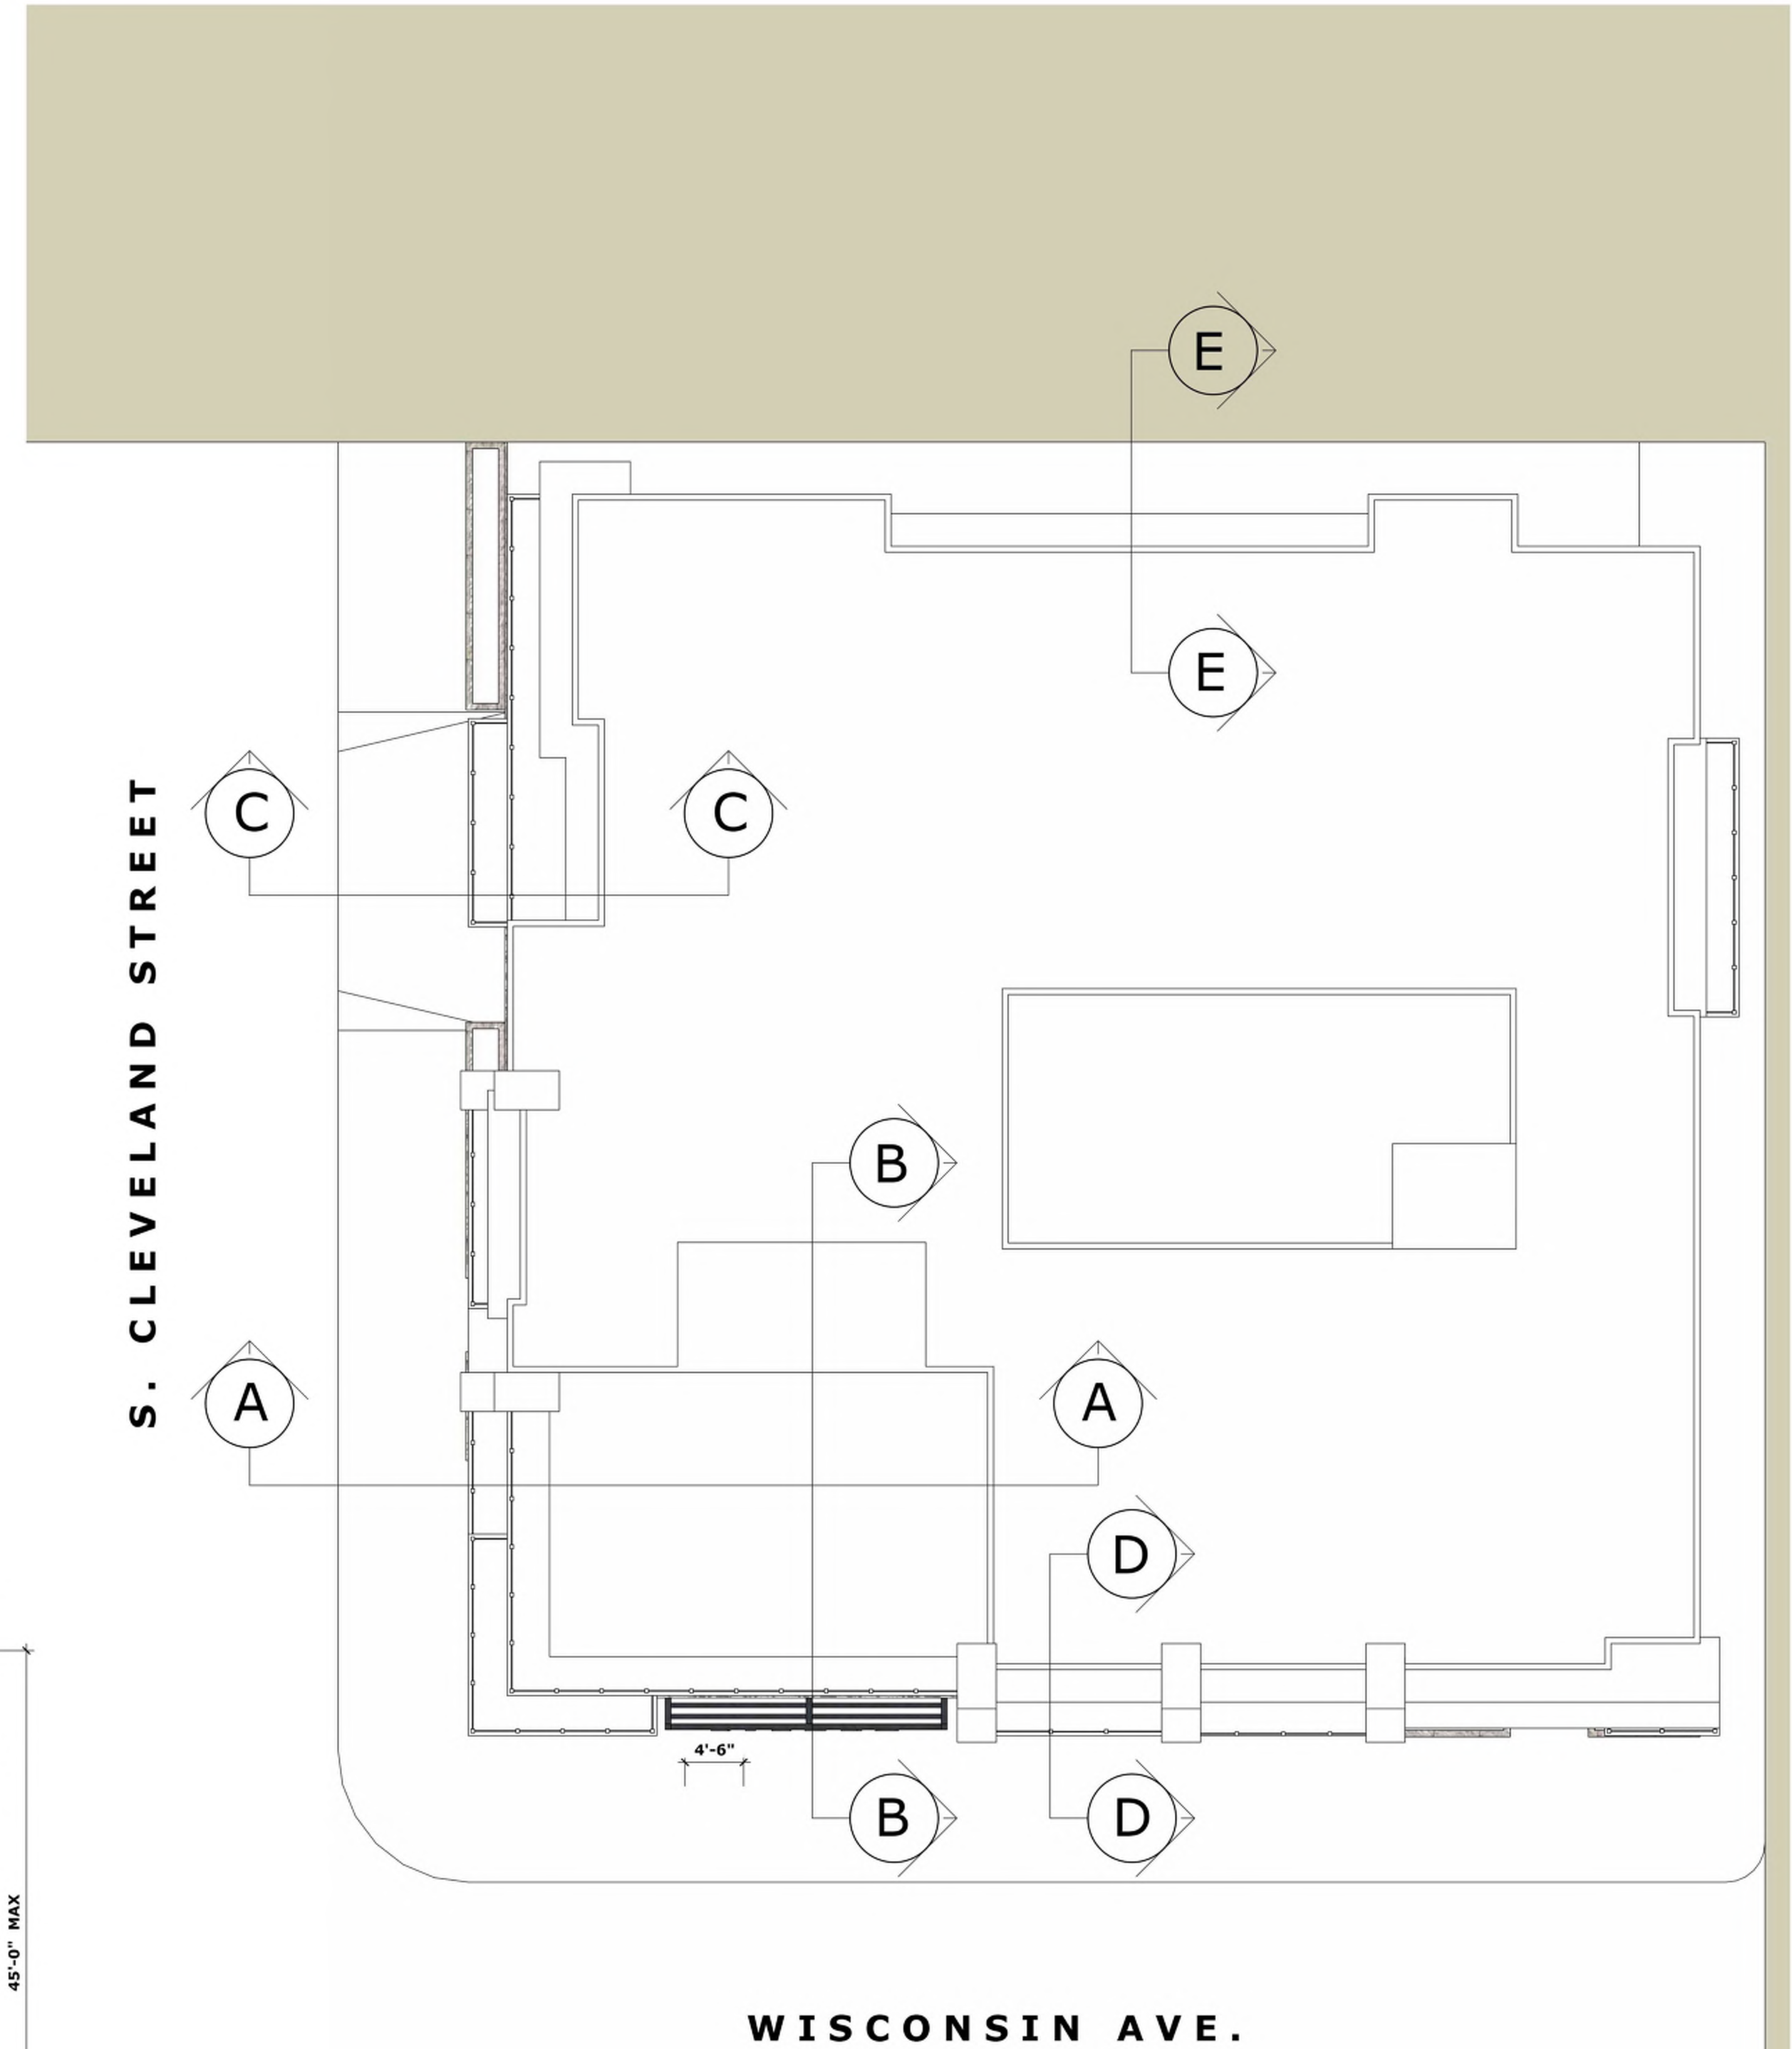 E
E
C
C
S. CLEVELAND STREET
B
A
A
D
4'-6"
B
D
45'-0" MAX
WISCONSIN AVE.